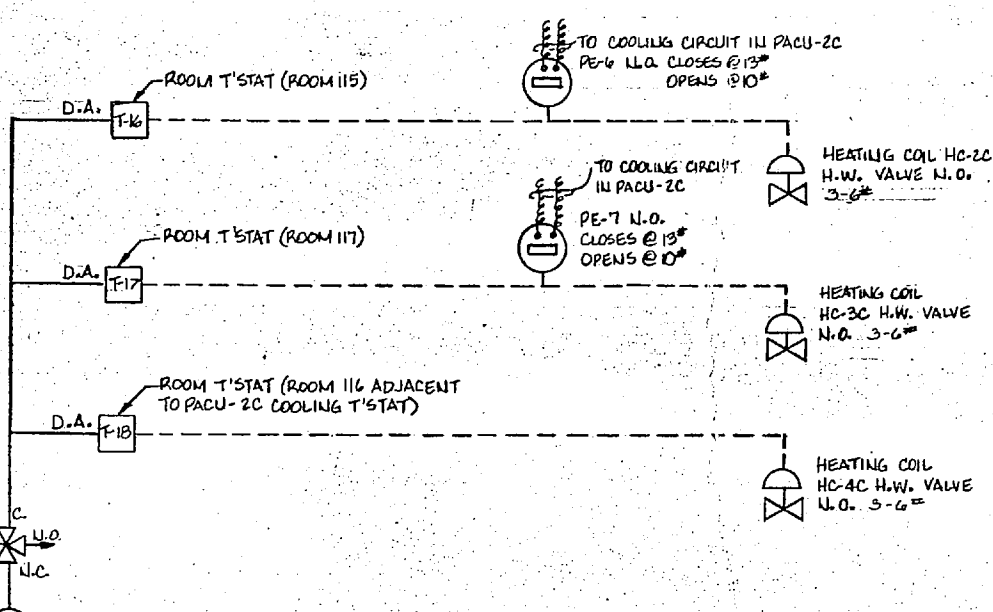 TO COOLING CIRCUIT IN PACU-2C
PE-6 N.O. CLOSES @ 13#
OPENS @ 10#
ROOM T'STAT (ROOM 115)
D.A.
T-16
HEATING COIL HC-2C
H.W. VALVE N.O.
3-6#
TO COOLING CIRCUIT
IN PACU-2C
PE-7 N.O.
CLOSES @ 13#
OPENS @ 10#
ROOM T'STAT (ROOM 117)
D.A.
T-17
HEATING COIL
HC-3C H.W. VALVE
N.O. 3-6#
ROOM T'STAT (ROOM 116 ADJACENT
TO PACU-2C COOLING T'STAT)
D.A.
T-18
HEATING COIL
HC-4C H.W. VALVE
N.O. 3-6#
C.
N.O.
N.C.